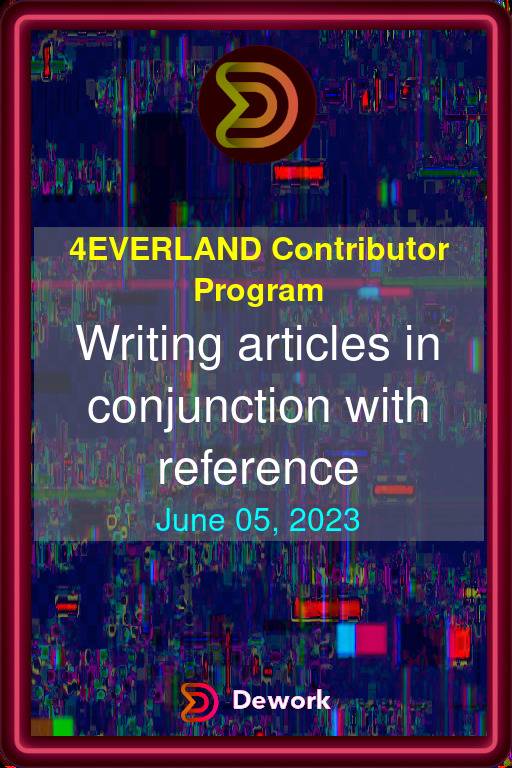 4EVERLAND Contributor
Program
Writing articles in
conjunction with
reference
June 05, 2023
Dework